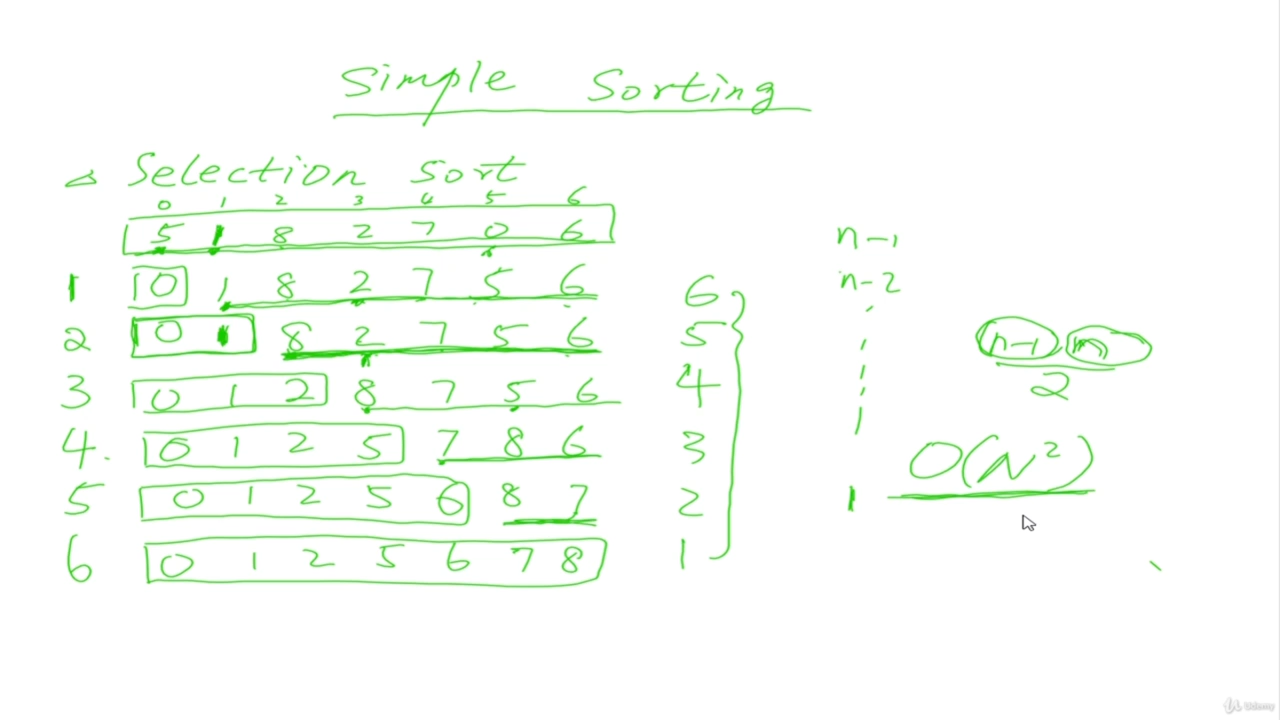 Simple Sorting
△ Selection sort
0 1 2 3 4 5 6
5 1 8 2 7 0 6
1 0 1 8 2 7 5 6 6
2 0 1 8 2 7 5 6 5
3 0 1 2 8 7 5 6 4
4. 0 1 2 5 7 8 6 3
5 0 1 2 5 6 8 7 2
6 0 1 2 5 6 7 8 1
n-1
n-2
1
(n-1)(n)
2
O(N²)
Udemy